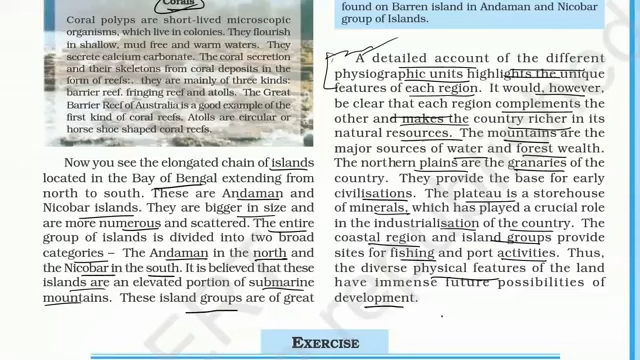 Corals
Coral polyps are short-lived microscopic
organisms, which live in colonies. They flourish
in shallow, mud free and warm waters. They
secrete calcium carbonate. The coral secretion
and their skeletons from coral deposits in the
form of reefs:. they are mainly of three kinds:
barrier reef. fringing reef and atolls. The Great
Barrier Reef of Australia is a good example of the
first kind of coral reefs. Atolls are circular or
horse shoe shaped coral reefs.
Now you see the elongated chain of islands
located in the Bay of Bengal extending from
north to south. These are Andaman and
Nicobar islands. They are bigger in size and
are more numerous and scattered. The entire
group of islands is divided into two broad
categories – The Andaman in the north and
the Nicobar in the south. It is believed that these
islands are an elevated portion of submarine
mountains. These island groups are of great
found on Barren island in Andaman and Nicobar
group of Islands.
A detailed account of the different
physiographic units highlights the unique
features of each region. It would, however,
be clear that each region complements the
other and makes the country richer in its
natural resources. The mountains are the
major sources of water and forest wealth.
The northern plains are the granaries of the
country. They provide the base for early
civilisations. The plateau is a storehouse
of minerals, which has played a crucial role
in the industrialisation of the country. The
coastal region and island groups provide
sites for fishing and port activities. Thus,
the diverse physical features of the land
have immense future possibilities of
development.
EXERCISE